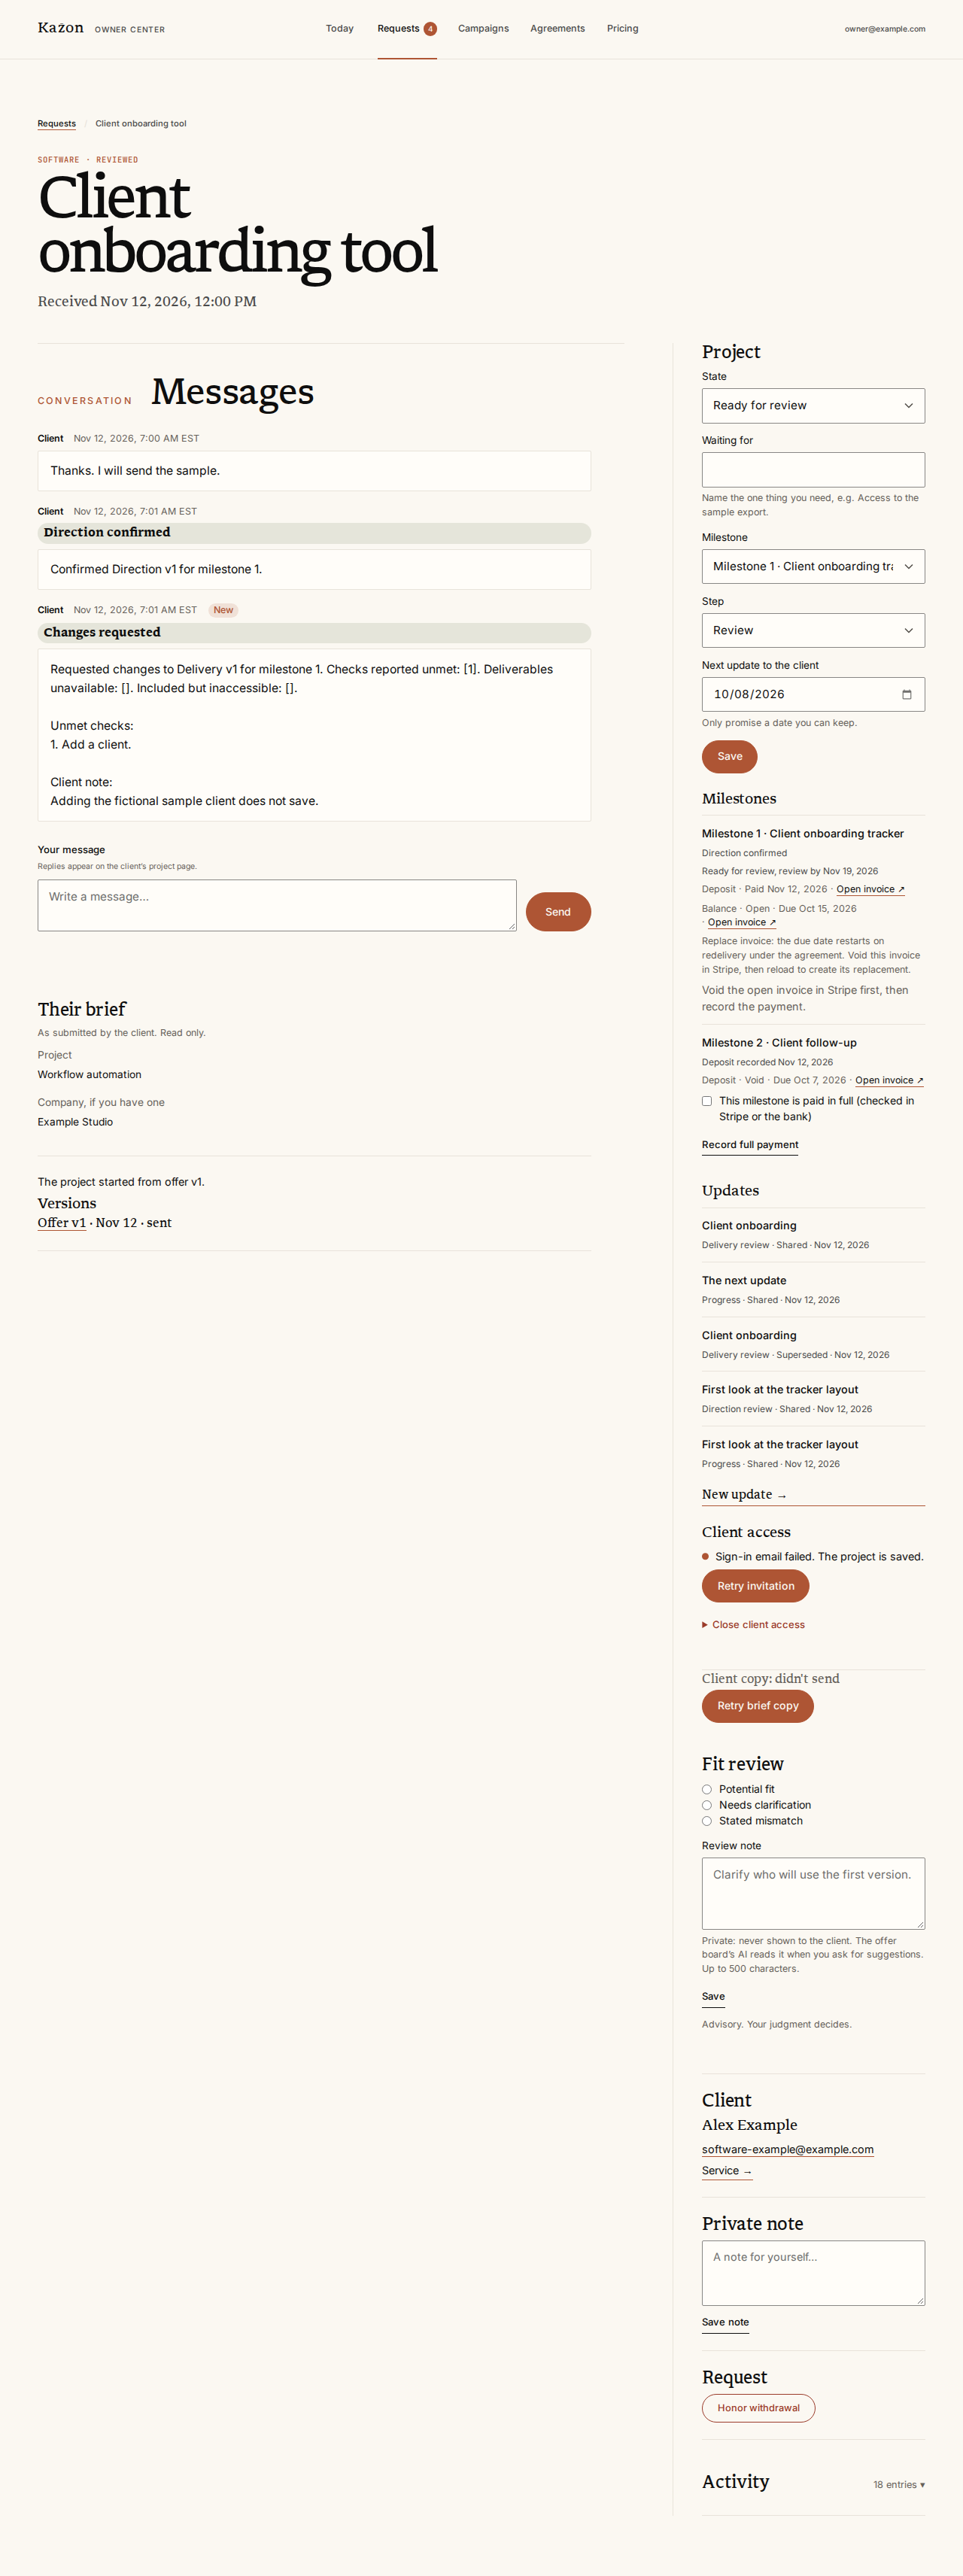 Każon OWNER CENTER
Today
Requests 4
Campaigns
Agreements
Pricing
owner@example.com
Requests / Client onboarding tool
SOFTWARE · REVIEWED
Client
onboarding tool
Received Nov 12, 2026, 12:00 PM
CONVERSATION Messages
Client Nov 12, 2026, 7:00 AM EST
Thanks. I will send the sample.
Client Nov 12, 2026, 7:01 AM EST
Direction confirmed
Confirmed Direction v1 for milestone 1.
Client Nov 12, 2026, 7:01 AM EST New
Changes requested
Requested changes to Delivery v1 for milestone 1. Checks reported unmet: [1]. Deliverables
unavailable: []. Included but inaccessible: [].
Unmet checks:
1. Add a client.
Client note:
Adding the fictional sample client does not save.
Your message
Replies appear on the client's project page.
Write a message...
Send
Their brief
As submitted by the client. Read only.
Project
Workflow automation
Company, if you have one
Example Studio
The project started from offer v1.
Versions
Offer v1 · Nov 12 · sent
Project
State
Ready for review
Waiting for
Name the one thing you need, e.g. Access to the
sample export.
Milestone
Milestone 1 · Client onboarding tra
Step
Review
Next update to the client
10/08/2026
Only promise a date you can keep.
Save
Milestones
Milestone 1 · Client onboarding tracker
Direction confirmed
Ready for review, review by Nov 19, 2026
Deposit · Paid Nov 12, 2026 · Open invoice ↗
Balance · Open · Due Oct 15, 2026
· Open invoice ↗
Replace invoice: the due date restarts on
redelivery under the agreement. Void this invoice
in Stripe, then reload to create its replacement.
Void the open invoice in Stripe first, then
record the payment.
Milestone 2 · Client follow-up
Deposit recorded Nov 12, 2026
Deposit · Void · Due Oct 7, 2026 · Open invoice ↗
This milestone is paid in full (checked in
Stripe or the bank)
Record full payment
Updates
Client onboarding
Delivery review · Shared · Nov 12, 2026
The next update
Progress · Shared · Nov 12, 2026
Client onboarding
Delivery review · Superseded · Nov 12, 2026
First look at the tracker layout
Direction review · Shared · Nov 12, 2026
First look at the tracker layout
Progress · Shared · Nov 12, 2026
New update →
Client access
Sign-in email failed. The project is saved.
Retry invitation
▶ Close client access
Client copy: didn't send
Retry brief copy
Fit review
Potential fit
Needs clarification
Stated mismatch
Review note
Clarify who will use the first version.
Private: never shown to the client. The offer
board's AI reads it when you ask for suggestions.
Up to 500 characters.
Save
Advisory. Your judgment decides.
Client
Alex Example
software-example@example.com
Service →
Private note
A note for yourself...
Save note
Request
Honor withdrawal
Activity 18 entries ▾